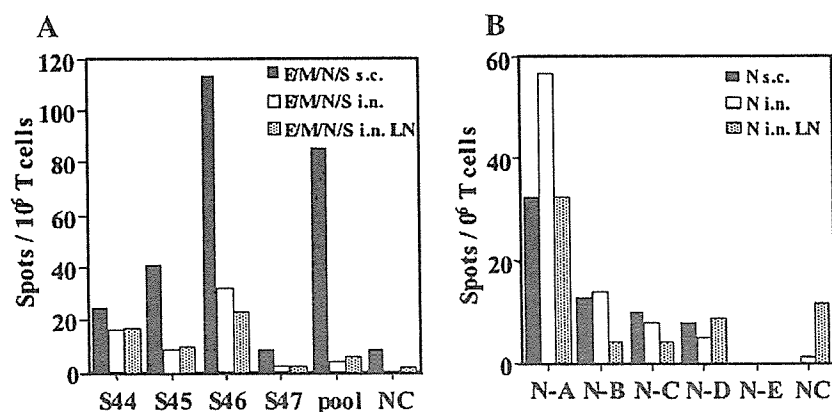 A
Spots / 10⁶ T cells
120
100
80
60
40
20
0
E/M/N/S s.c.
E/M/N/S i.n.
E/M/N/S i.n. LN
S44 S45 S46 S47 pool NC
B
Spots / 0⁶ T cells
60
40
20
0
N s.c.
N i.n.
N i.n. LN
N-A N-B N-C N-D N-E NC